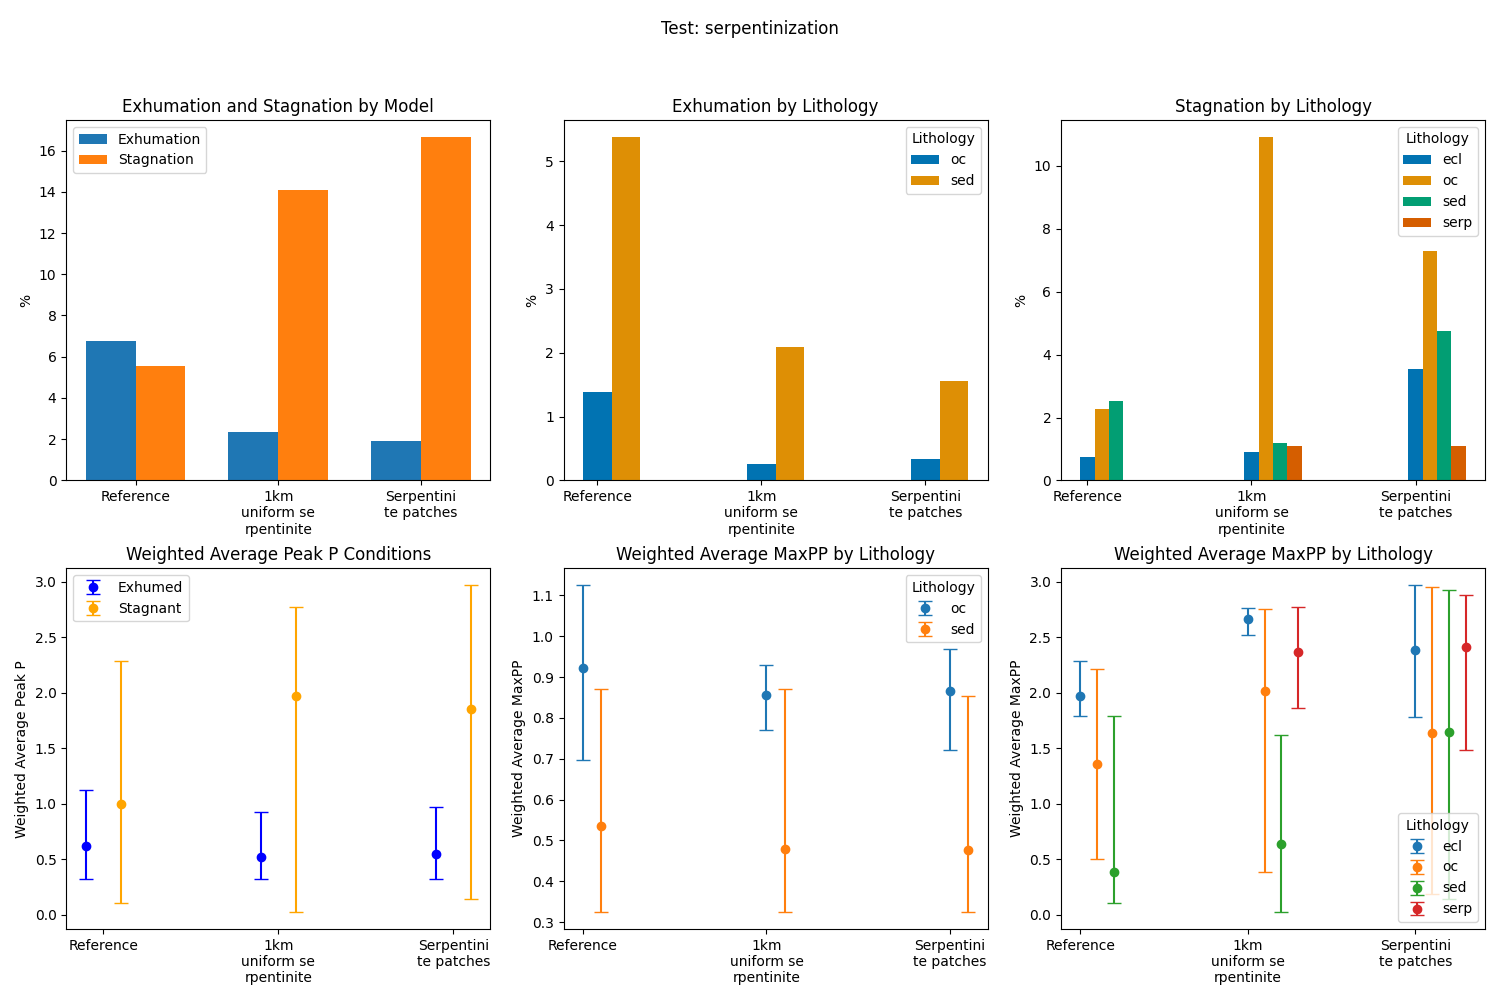 Test: serpentinization
Exhumation and Stagnation by Model
Exhumation
Stagnation
%
16
14
12
10
8
6
4
2
0
Reference
1km
uniform se
rpentinite
Serpentini
te patches
Exhumation by Lithology
Lithology
oc
sed
%
5
4
3
2
1
0
Reference
1km
uniform se
rpentinite
Serpentini
te patches
Stagnation by Lithology
Lithology
ecl
oc
sed
serp
%
10
8
6
4
2
0
Reference
1km
uniform se
rpentinite
Serpentini
te patches
Weighted Average Peak P Conditions
Exhumed
Stagnant
Weighted Average Peak P
3.0
2.5
2.0
1.5
1.0
0.5
0.0
Reference
1km
uniform se
rpentinite
Serpentini
te patches
Weighted Average MaxPP by Lithology
Lithology
oc
sed
Weighted Average MaxPP
1.1
1.0
0.9
0.8
0.7
0.6
0.5
0.4
0.3
Reference
1km
uniform se
rpentinite
Serpentini
te patches
Weighted Average MaxPP by Lithology
Weighted Average MaxPP
3.0
2.5
2.0
1.5
1.0
0.5
0.0
Lithology
ecl
oc
sed
serp
Reference
1km
uniform se
rpentinite
Serpentini
te patches